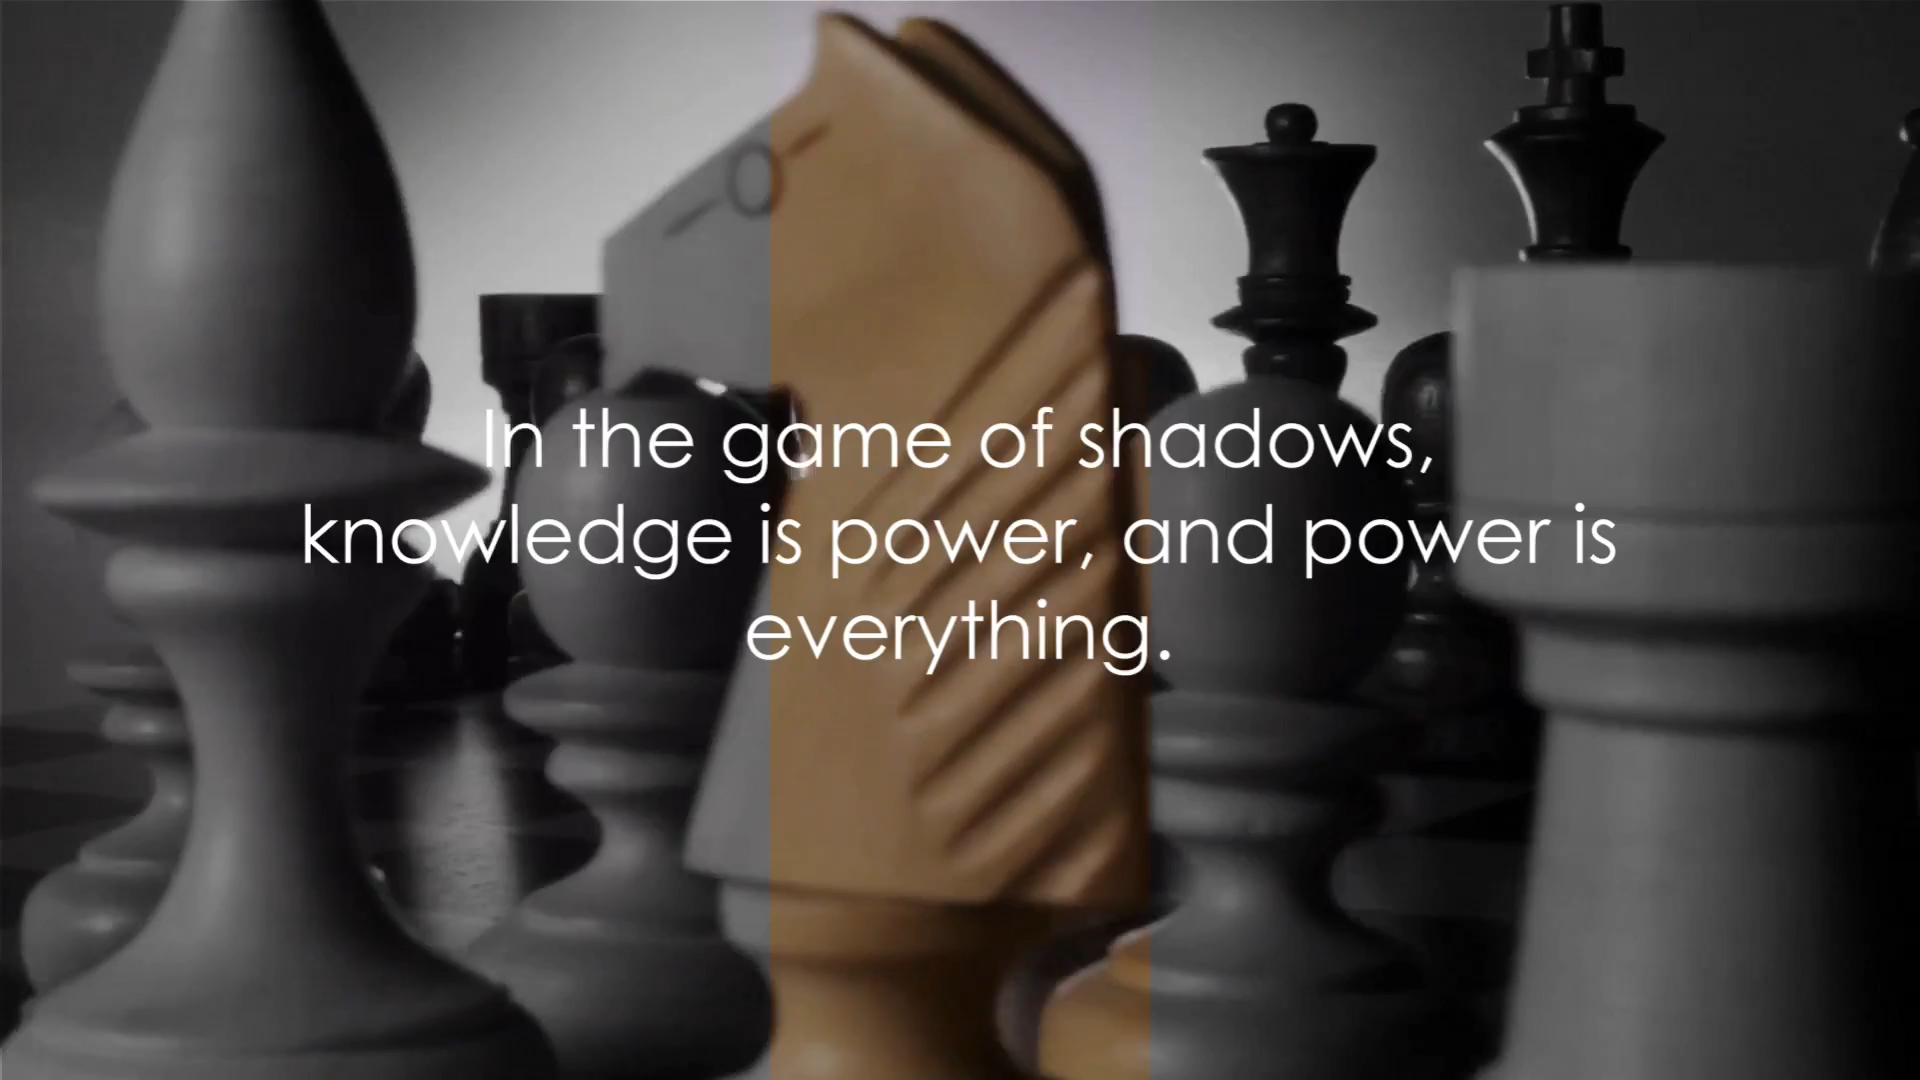 In the game of shadows,
knowledge is power, and power is
everything.